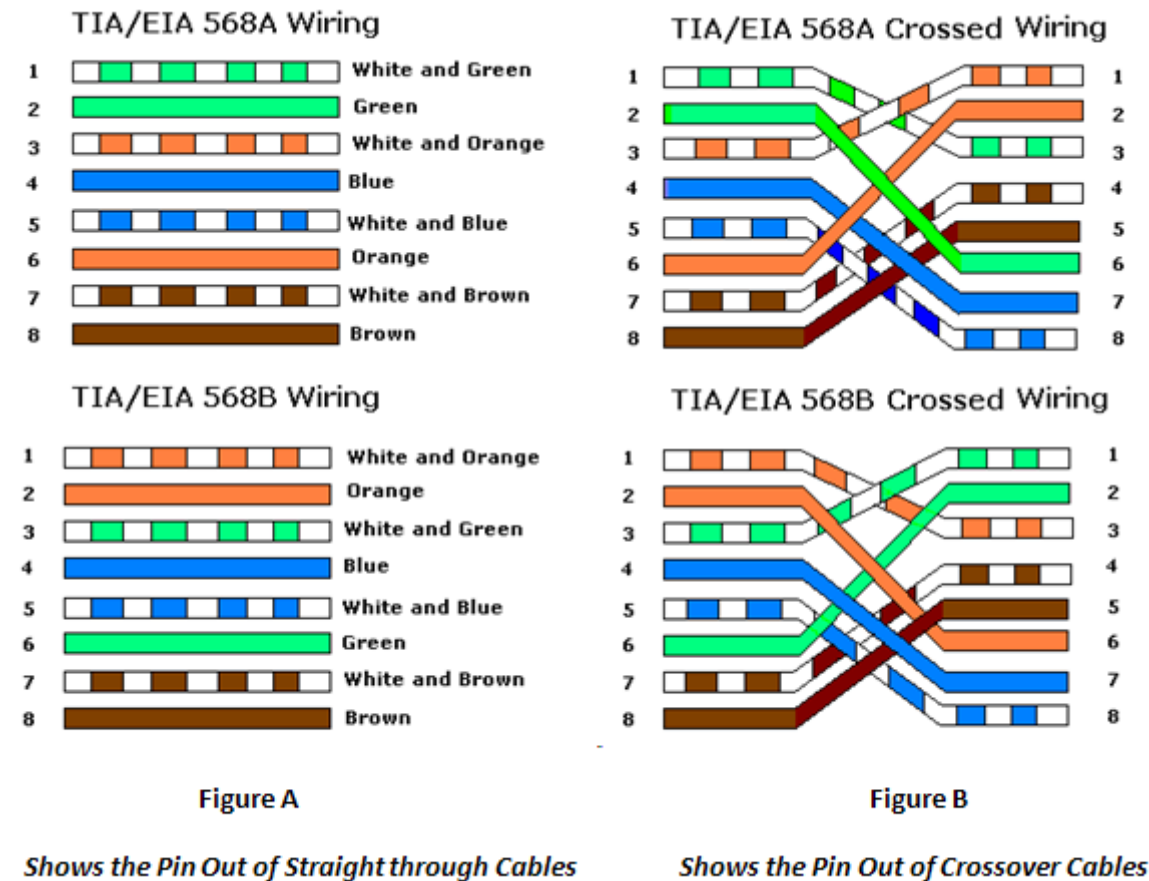 TIA/EIA 568A Wiring
1 White and Green
2 Green
3 White and Orange
4 Blue
5 White and Blue
6 Orange
7 White and Brown
8 Brown
TIA/EIA 568A Crossed Wiring
1 1
2 2
3 3
4 4
5 5
6 6
7 7
8 8
TIA/EIA 568B Wiring
1 White and Orange
2 Orange
3 White and Green
4 Blue
5 White and Blue
6 Green
7 White and Brown
8 Brown
TIA/EIA 568B Crossed Wiring
1 1
2 2
3 3
4 4
5 5
6 6
7 7
8 8
Figure A
Shows the Pin Out of Straight through Cables
Figure B
Shows the Pin Out of Crossover Cables